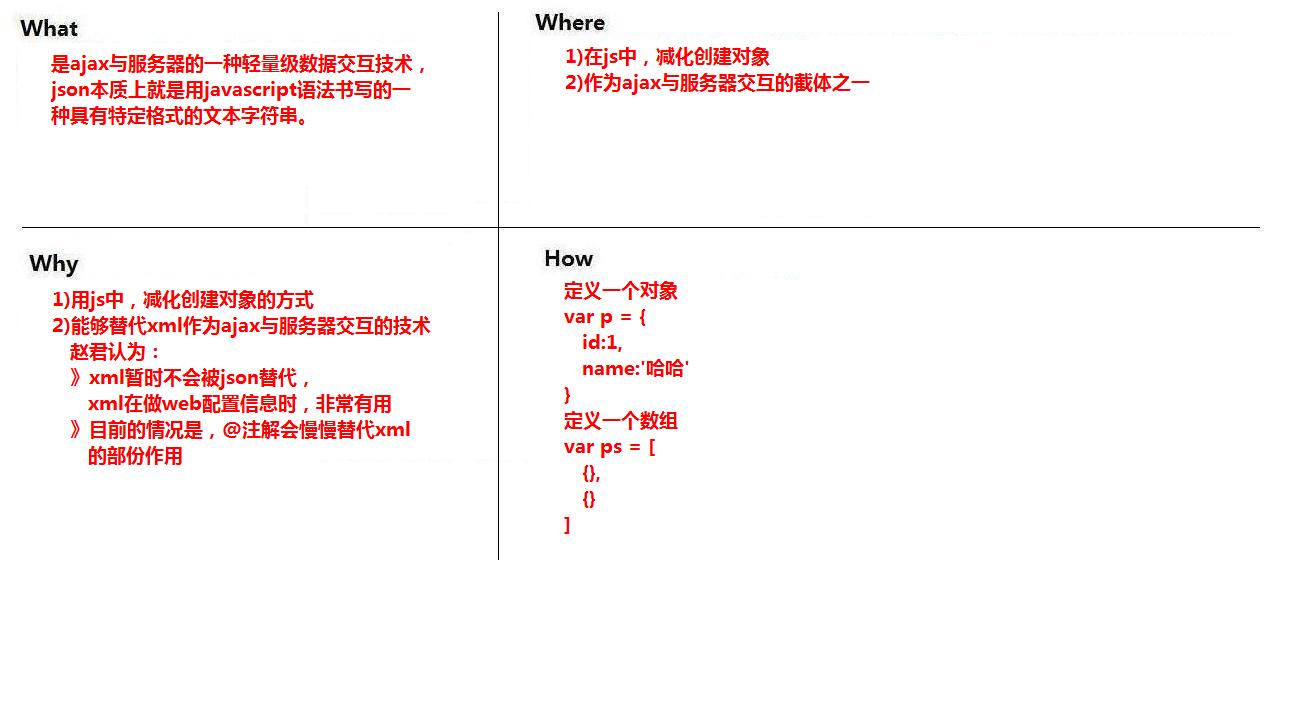 What
是ajax与服务器的一种轻量级数据交互技术，
json本质上就是用javascript语法书写的一
种具有特定格式的文本字符串。
Where
1)在js中，减化创建对象
2)作为ajax与服务器交互的截体之一
Why
1)用js中，减化创建对象的方式
2)能够替代xml作为ajax与服务器交互的技术
赵君认为：
》xml暂时不会被json替代，
xml在做web配置信息时，非常有用
》目前的情况是，@注解会慢慢替代xml
的部份作用
How
定义一个对象
var p = {
id:1,
name:'哈哈'
}
定义一个数组
var ps = [
{},
{}
]